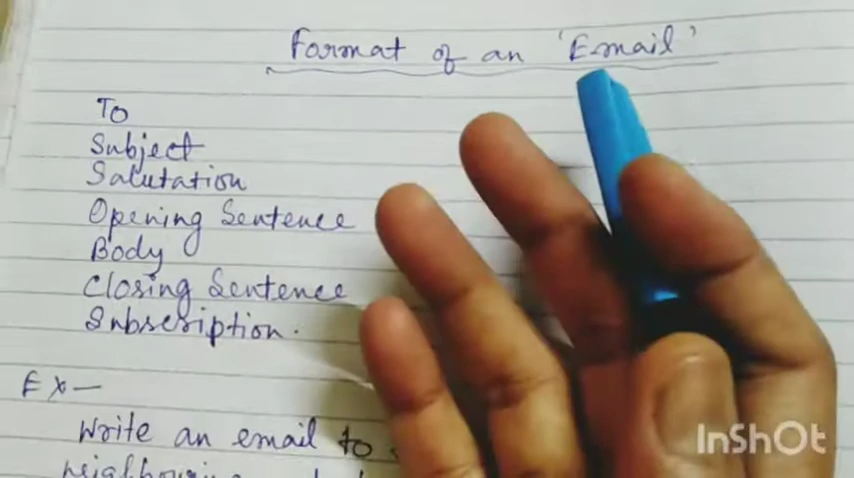 Format of an 'Email'
To
Subject
Salutation
Opening Sentence
Body
Closing Sentence
Subscription.
Ex—
Write an email to
neighbouring
InShOt